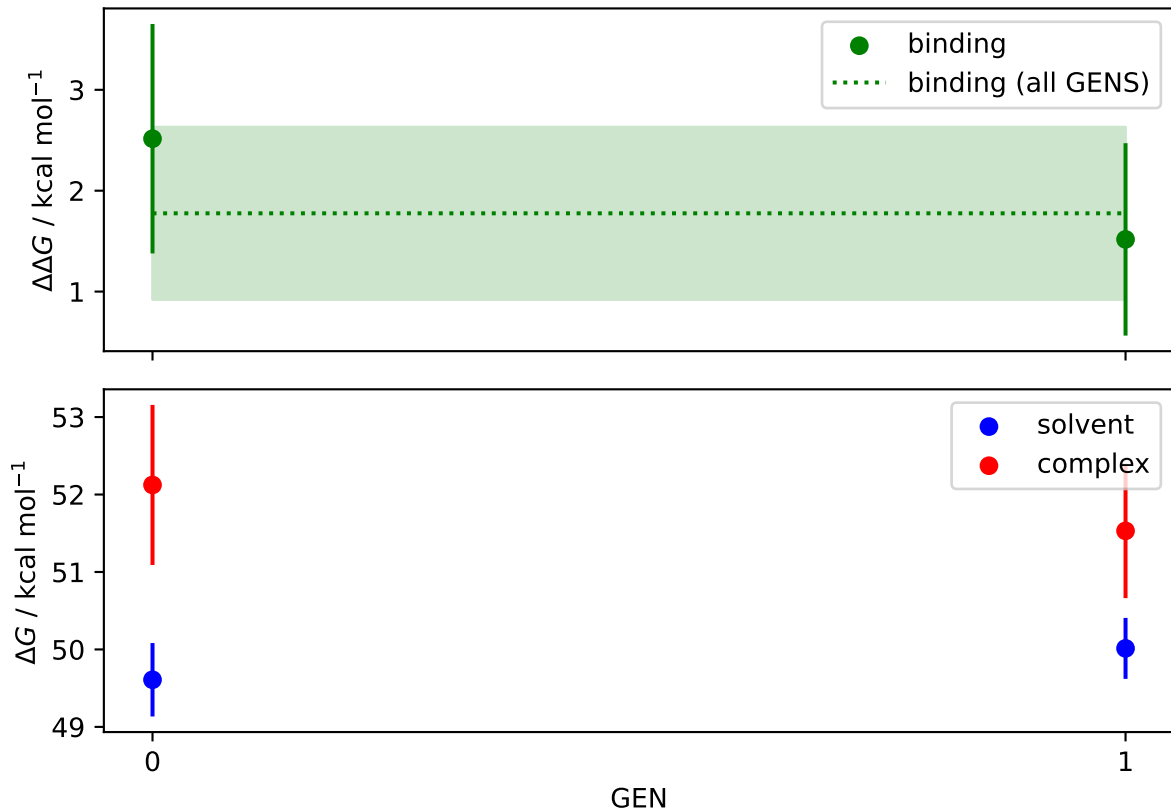 binding
binding (all GENS)
3
2
1
ΔΔG / kcal mol⁻¹
solvent
complex
53
52
51
50
49
ΔG / kcal mol⁻¹
0 1
GEN